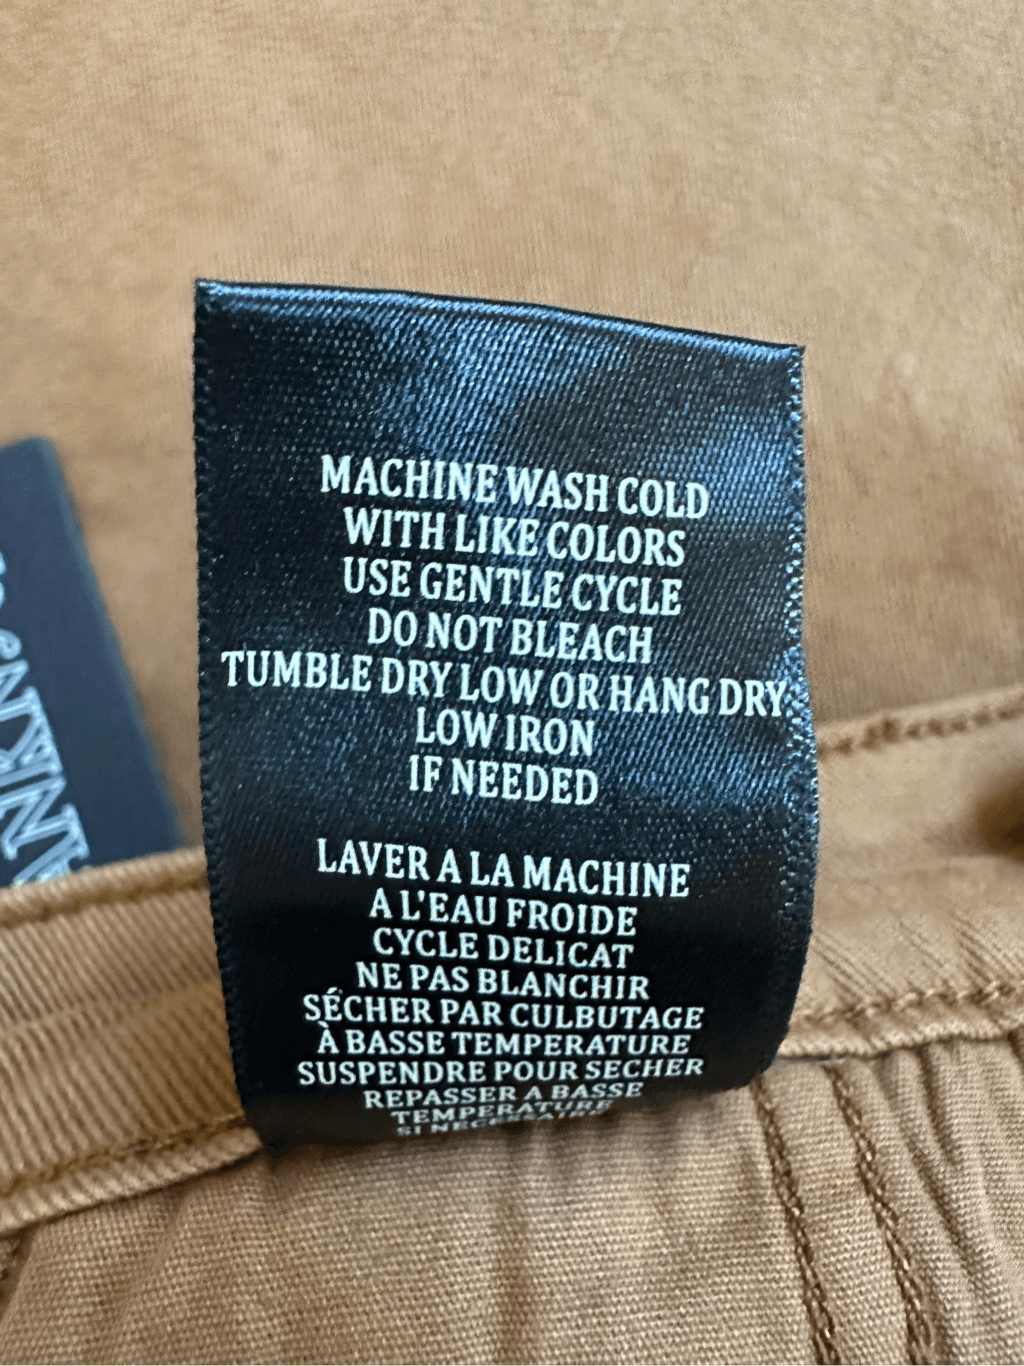 MACHINE WASH COLD
WITH LIKE COLORS
USE GENTLE CYCLE
DO NOT BLEACH
TUMBLE DRY LOW OR HANG DRY
LOW IRON
IF NEEDED
LAVER A LA MACHINE
A L'EAU FROIDE
CYCLE DELICAT
NE PAS BLANCHIR
SÉCHER PAR CULBUTAGE
À BASSE TEMPERATURE
SUSPENDRE POUR SECHER
REPASSER A BASSE
TEMPERATURE
SI